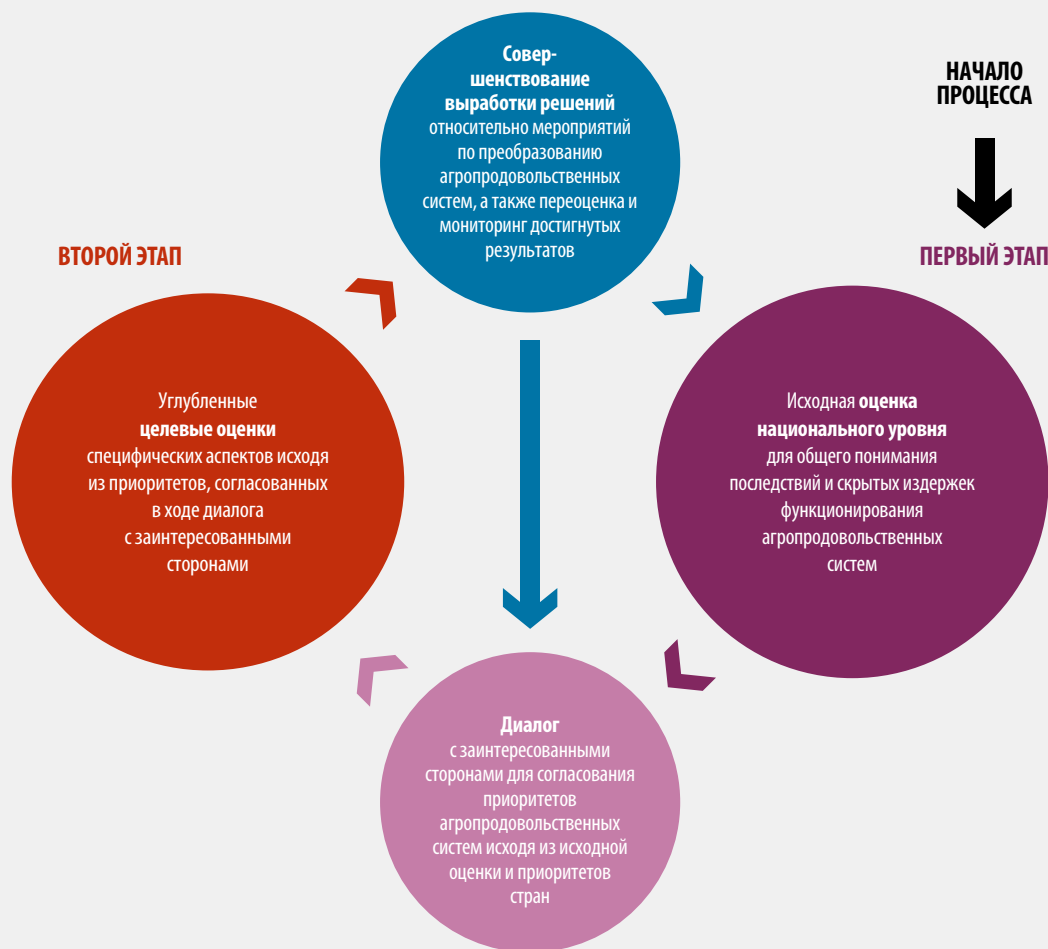 Совер-
шенствование
выработки решений
относительно мероприятий
по преобразованию
агропродовольственных
систем, а также переоценка и
мониторинг достигнутых
результатов
НАЧАЛО
ПРОЦЕССА
ВТОРОЙ ЭТАП
ПЕРВЫЙ ЭТАП
Углубленные
целевые оценки
специфических аспектов исходя
из приоритетов, согласованных
в ходе диалога
с заинтересованными
сторонами
Исходная оценка
национального уровня
для общего понимания
последствий и скрытых издержек
функционирования
агропродовольственных
систем
Диалог
с заинтересованными
сторонами для согласования
приоритетов
агропродовольственных
систем исходя из исходной
оценки и приоритетов
стран